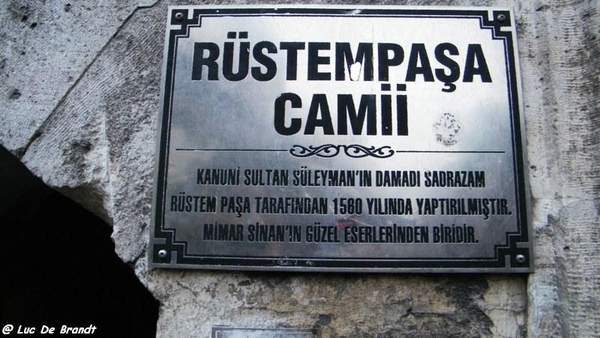 RÜSTEMPAŞA
CAMİİ
KANUNİ SULTAN SÜLEYMAN'IN DAMADI SADRAZAM
RÜSTEM PAŞA TARAFINDAN 1560 YILINDA YAPTIRILMIŞTIR.
MİMAR SİNAN'IN GÜZEL ESERLERİNDEN BİRİDİR.
@ Luc De Brandt